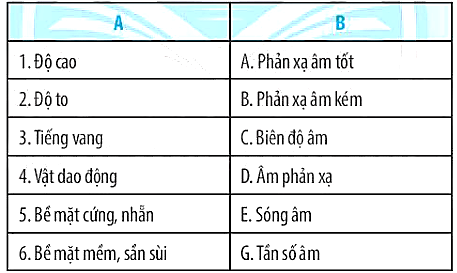 A B
1. Độ cao A. Phản xạ âm tốt
2. Độ to B. Phản xạ âm kém
3. Tiếng vang C. Biên độ âm
4. Vật dao động D. Âm phản xạ
5. Bề mặt cứng, nhẵn E. Sóng âm
6. Bề mặt mềm, sần sùi G. Tần số âm